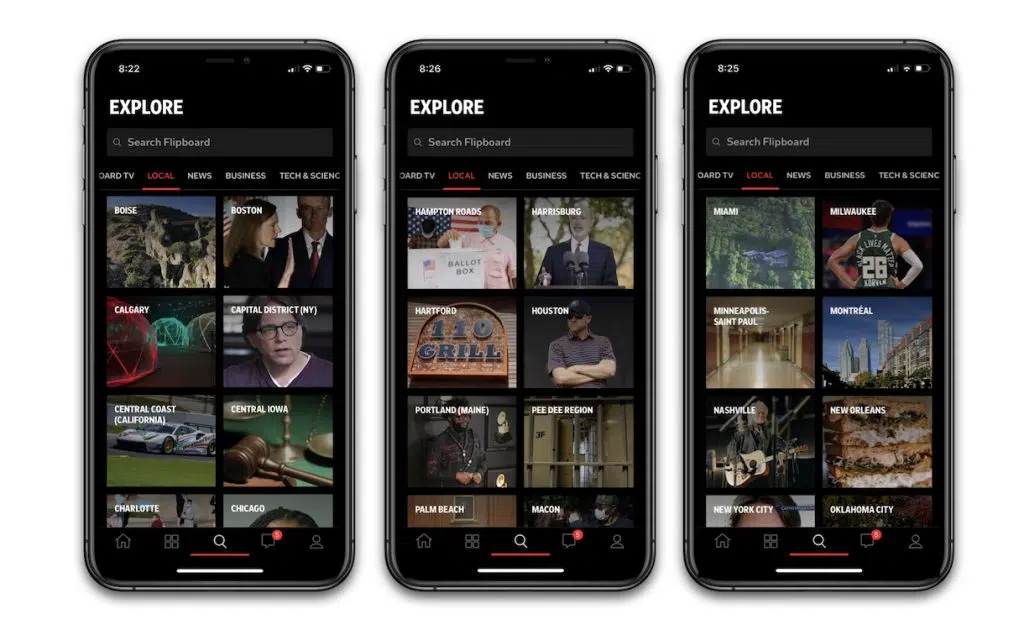 8:22
EXPLORE
Search Flipboard
OARD TV LOCAL NEWS BUSINESS TECH & SCIENC
BOISE
BOSTON
CALGARY
CAPITAL DISTRICT (NY)
CENTRAL COAST
(CALIFORNIA)
CENTRAL IOWA
CHARLOTTE
CHICAGO
5
8:26
EXPLORE
Search Flipboard
OARD TV LOCAL NEWS BUSINESS TECH & SCIENC
HAMPTON ROADS
BALLOT
BOX
HARRISBURG
HARTFORD
110
GRILL
HOUSTON
PORTLAND (MAINE)
PEE DEE REGION
3F
PALM BEACH
MACON
5
8:25
EXPLORE
Search Flipboard
OARD TV LOCAL NEWS BUSINESS TECH & SCIENC
MIAMI
MILWAUKEE
BLACK LIVES MATTER
28
MINNEAPOLIS-
SAINT PAUL
MONTRÉAL
NASHVILLE
NEW ORLEANS
NEW YORK CITY
OKLAHOMA CITY
5